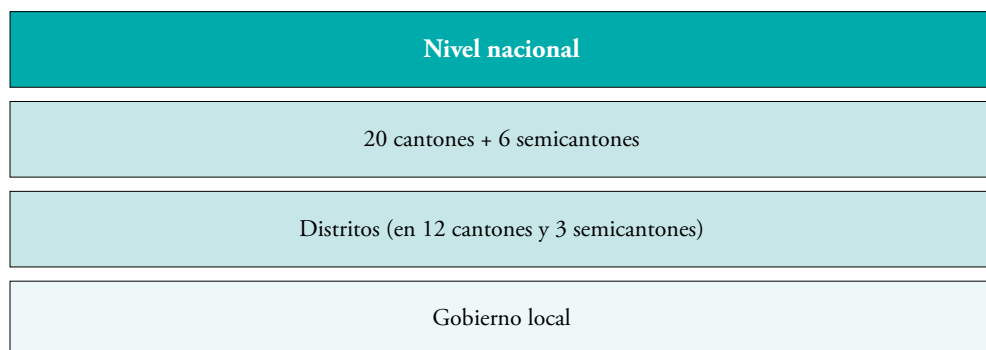 Nivel nacional
20 cantones + 6 semicantones
Distritos (en 12 cantones y 3 semicantones)
Gobierno local